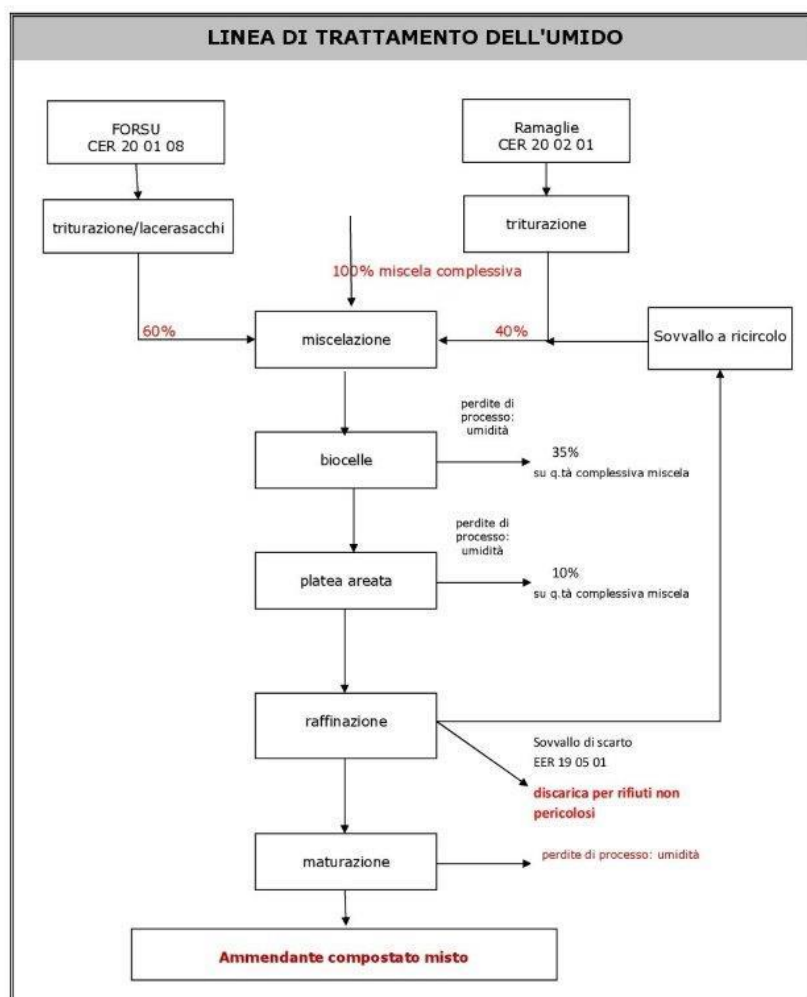 LINEA DI TRATTAMENTO DELL'UMIDO
FORSU
CER 20 01 08
Ramaglie
CER 20 02 01
triturazione/lacerasacchi
triturazione
100% miscela complessiva
60%
miscelazione
40%
Sovvallo a ricircolo
perdite di
processo:
umidità
biocelle
35%
su q.tà complessiva miscela
perdite di
processo:
umidità
platea areata
10%
su q.tà complessiva miscela
raffinazione
Sovvallo di scarto
EER 19 05 01
discarica per rifiuti non
pericolosi
maturazione
perdite di processo: umidità
Ammendante compostato misto